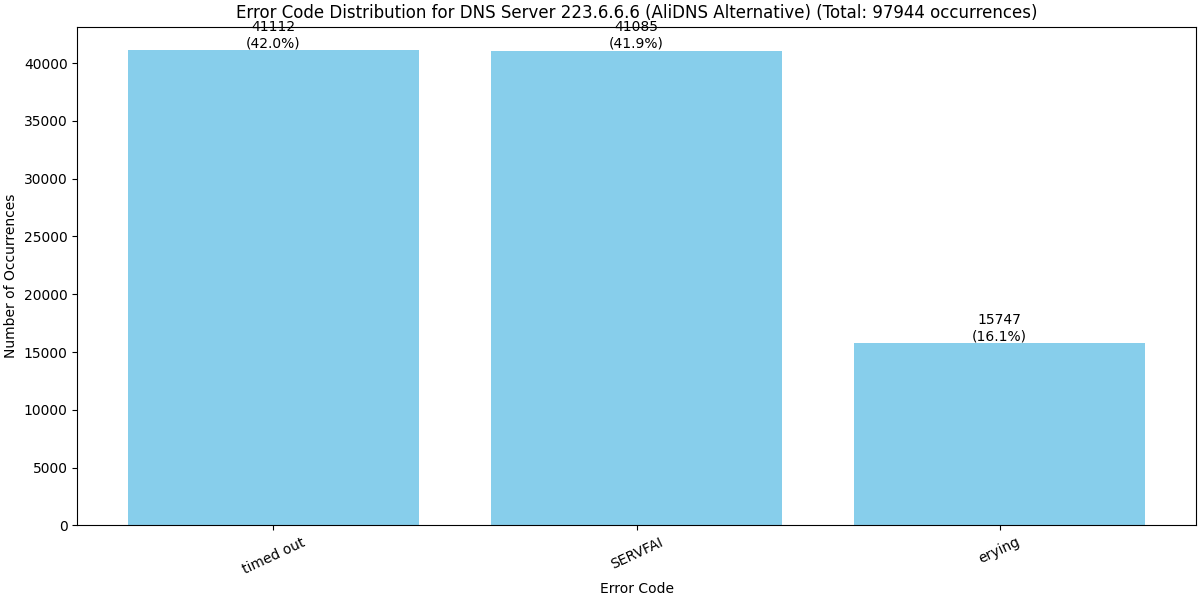 Error Code Distribution for DNS Server 223.6.6.6 (AliDNS Alternative) (Total: 97944 occurrences)
41112
(42.0%)
41085
(41.9%)
15747
(16.1%)
40000
35000
30000
25000
20000
15000
10000
5000
0
Number of Occurrences
timed out
SERVFAI
erying
Error Code